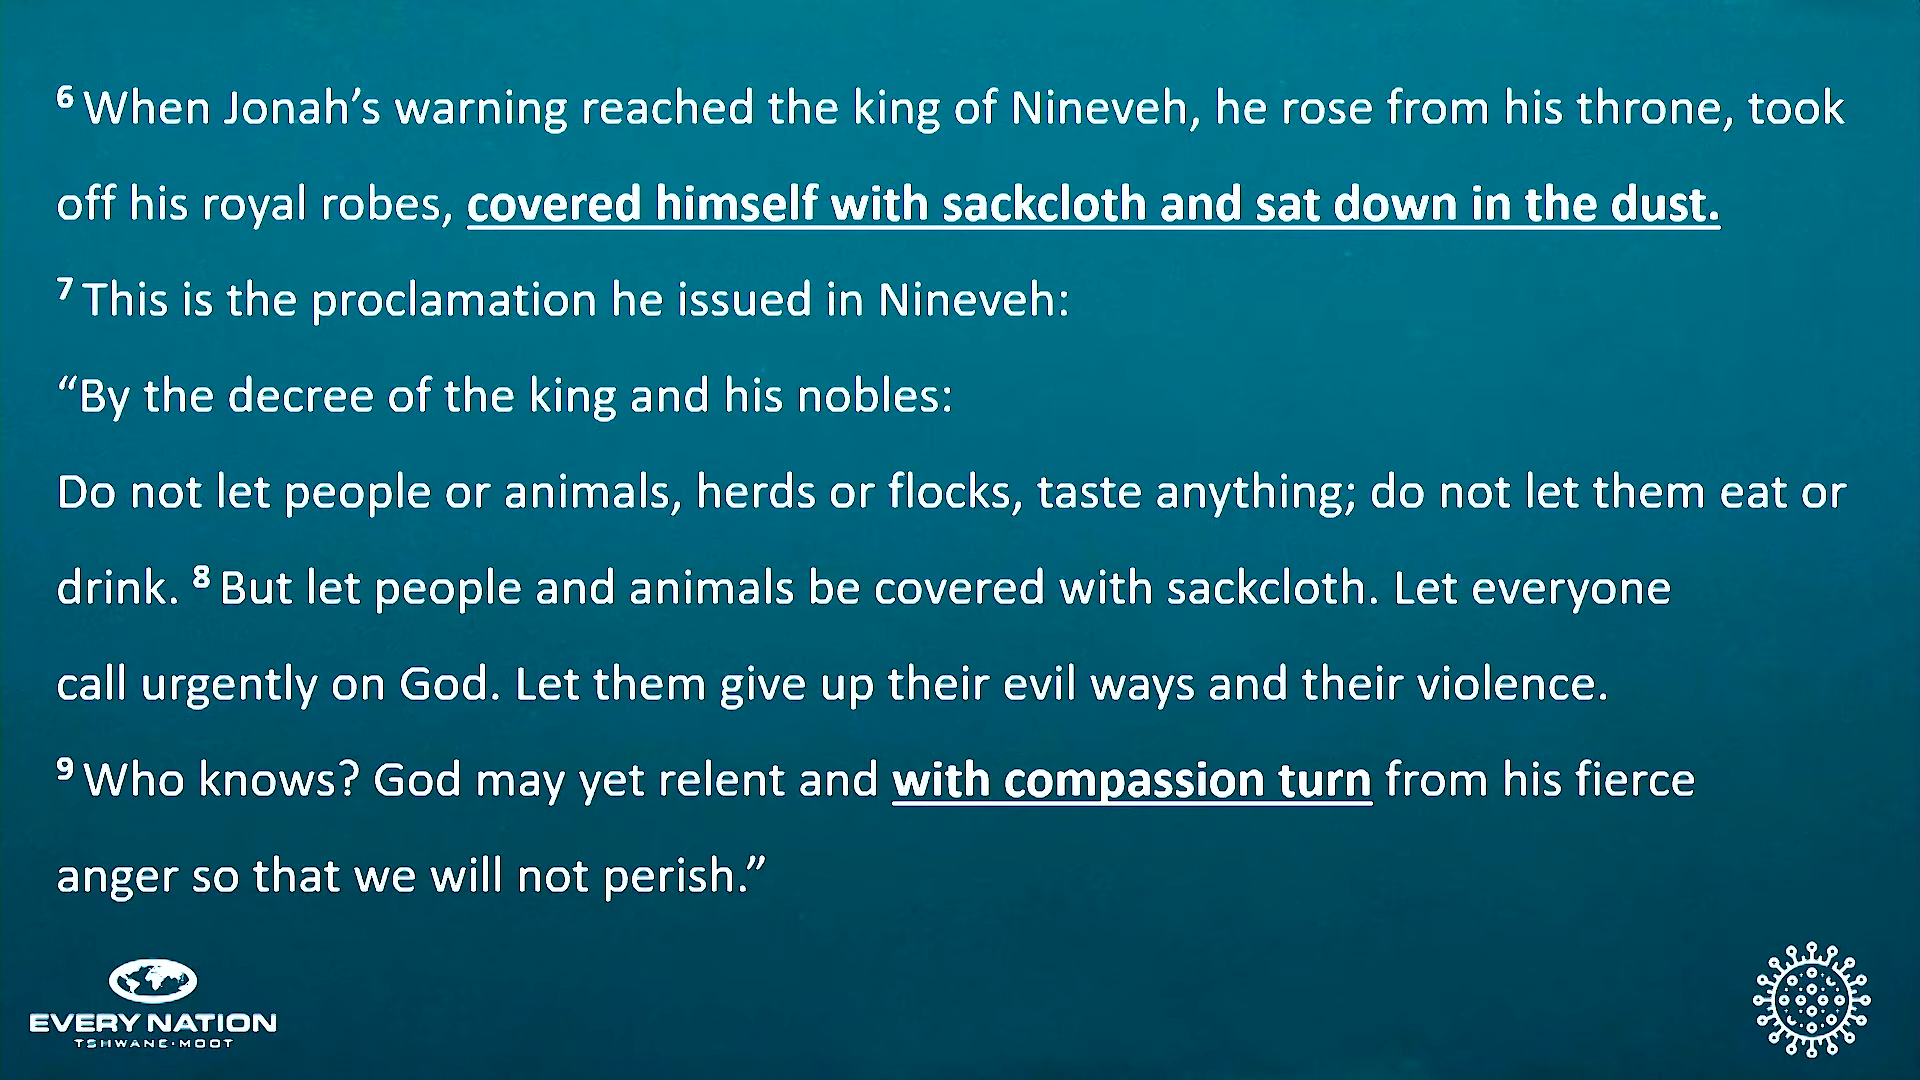 6 When Jonah’s warning reached the king of Nineveh, he rose from his throne, took
off his royal robes, covered himself with sackcloth and sat down in the dust.
7 This is the proclamation he issued in Nineveh:
“By the decree of the king and his nobles:
Do not let people or animals, herds or flocks, taste anything; do not let them eat or
drink. 8 But let people and animals be covered with sackcloth. Let everyone
call urgently on God. Let them give up their evil ways and their violence.
9 Who knows? God may yet relent and with compassion turn from his fierce
anger so that we will not perish.”
EVERY NATION
TSHWANE·MOOT